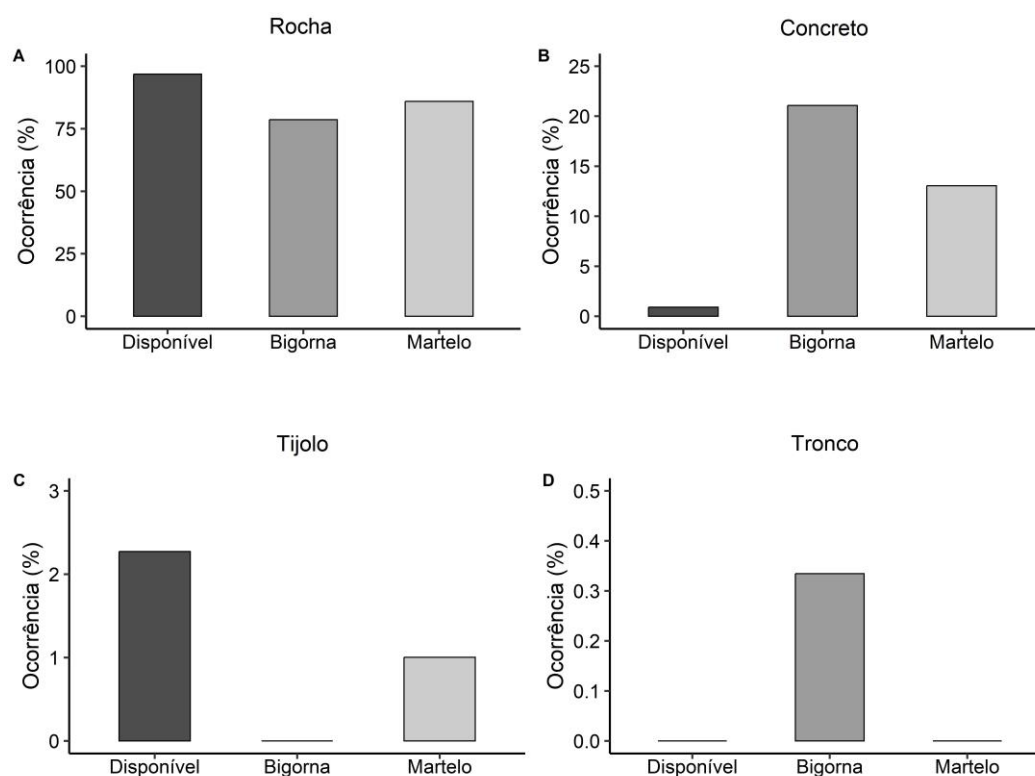 Rocha
A
Ocorrência (%)
100
75
50
25
0
Disponível Bigorna Martelo
Concreto
B
Ocorrência (%)
25
20
15
10
5
0
Disponível Bigorna Martelo
Tijolo
C
Ocorrência (%)
3
2
1
0
Disponível Bigorna Martelo
Tronco
D
Ocorrência (%)
0.5
0.4
0.3
0.2
0.1
0.0
Disponível Bigorna Martelo